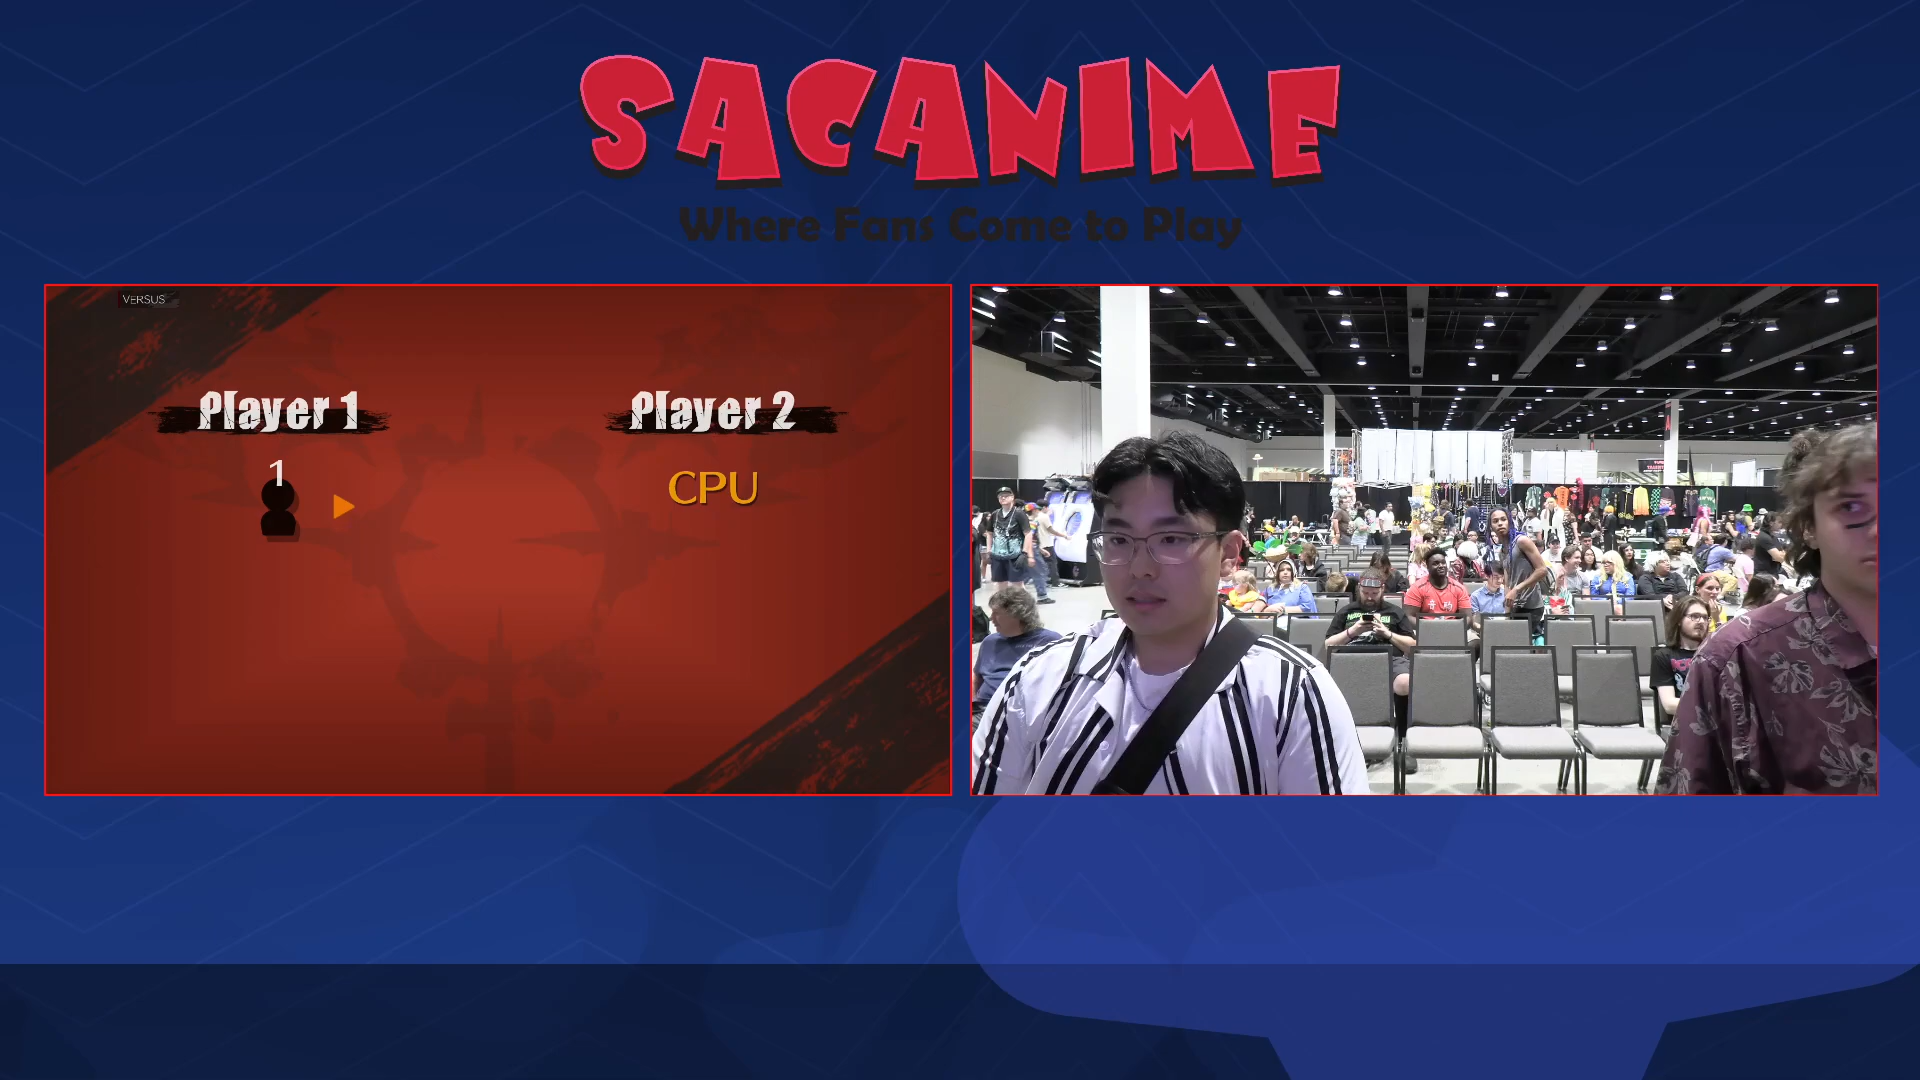 SACANIME
Where Fans Come to Play
VERSUS
Player 1
Player 2
1
CPU